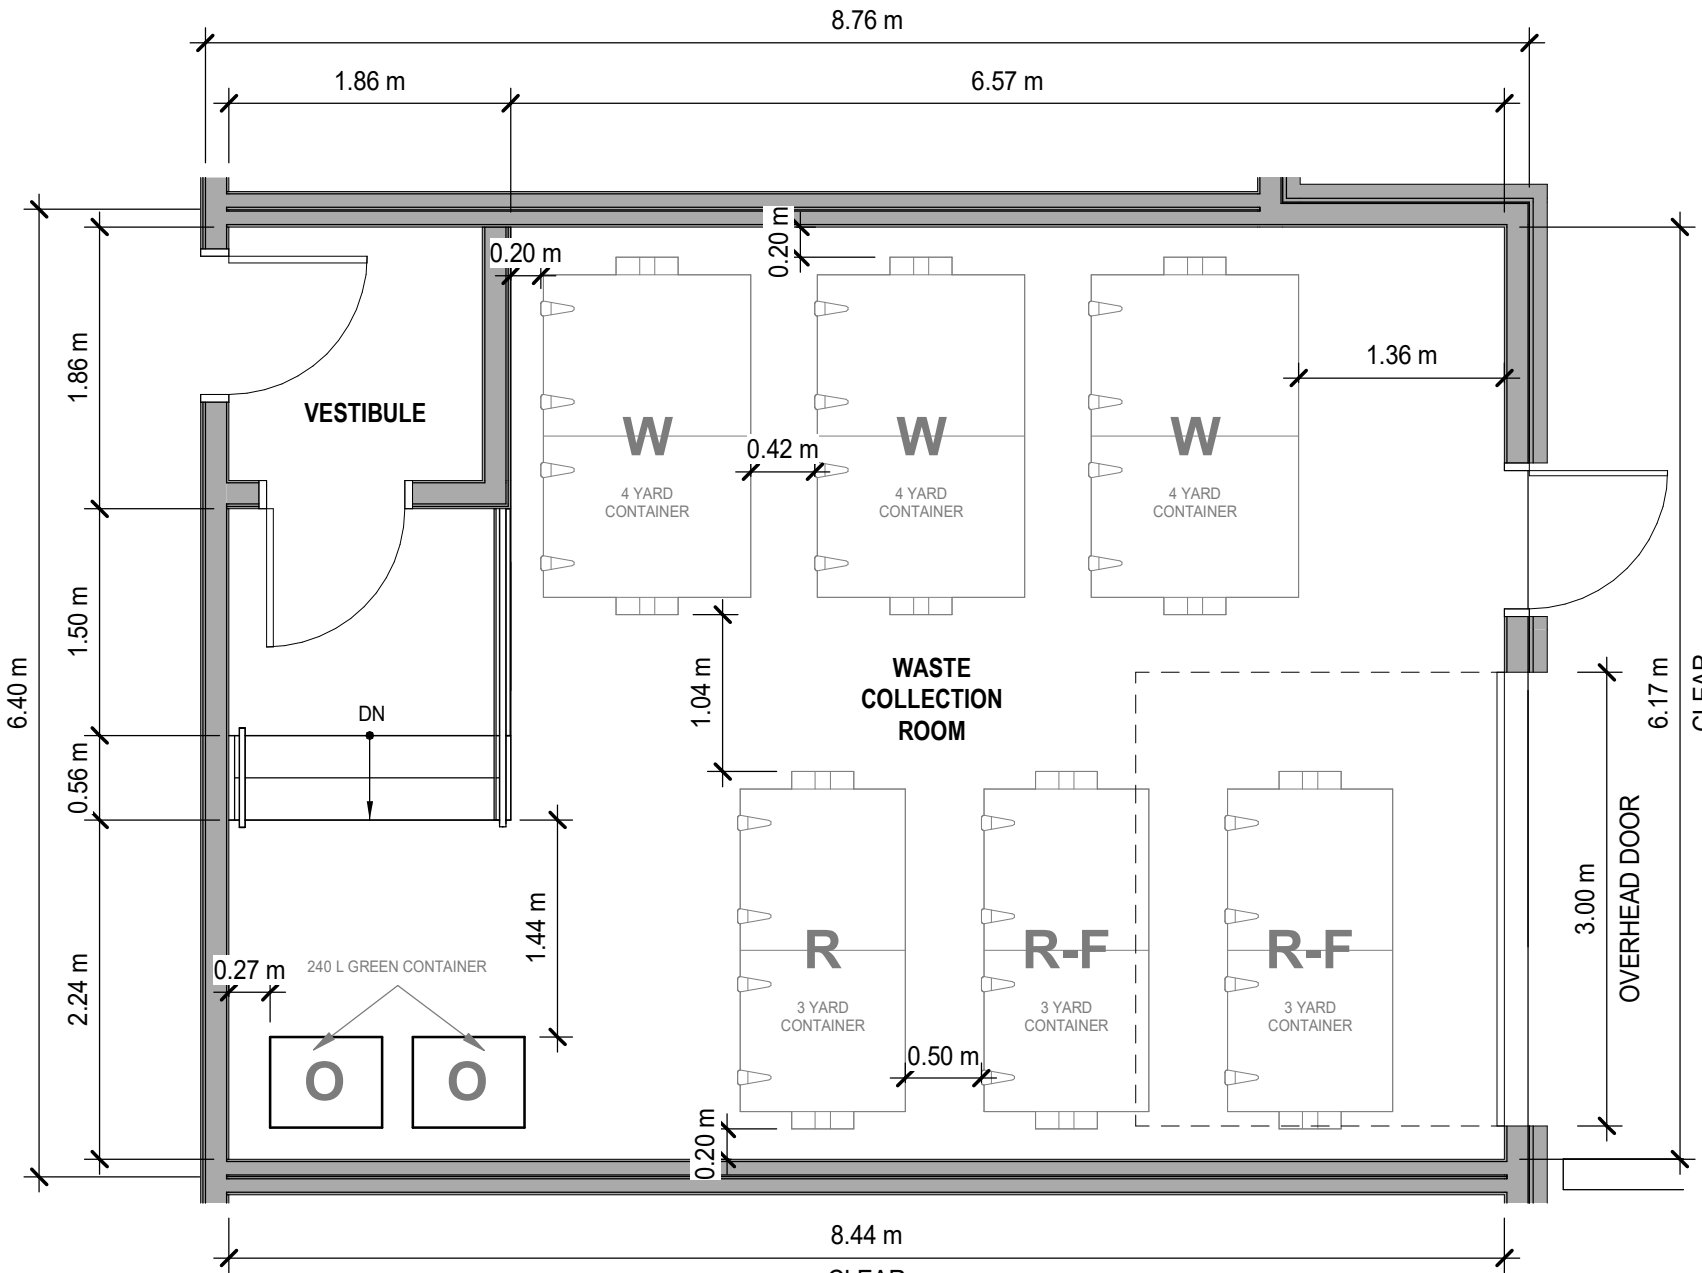 8.76 m
1.86 m
6.57 m
0.20 m
0.20 m
1.86 m
1.36 m
VESTIBULE
W
W
W
0.42 m
4 YARD
CONTAINER
4 YARD
CONTAINER
4 YARD
CONTAINER
1.50 m
6.40 m
1.04 m
WASTE
COLLECTION
ROOM
6.17 m
CLEAR
DN
0.56 m
3.00 m
OVERHEAD DOOR
1.44 m
R
R-F
R-F
0.27 m
240 L GREEN CONTAINER
2.24 m
3 YARD
CONTAINER
3 YARD
CONTAINER
3 YARD
CONTAINER
0.50 m
O
O
0.20 m
8.44 m
CLEAR